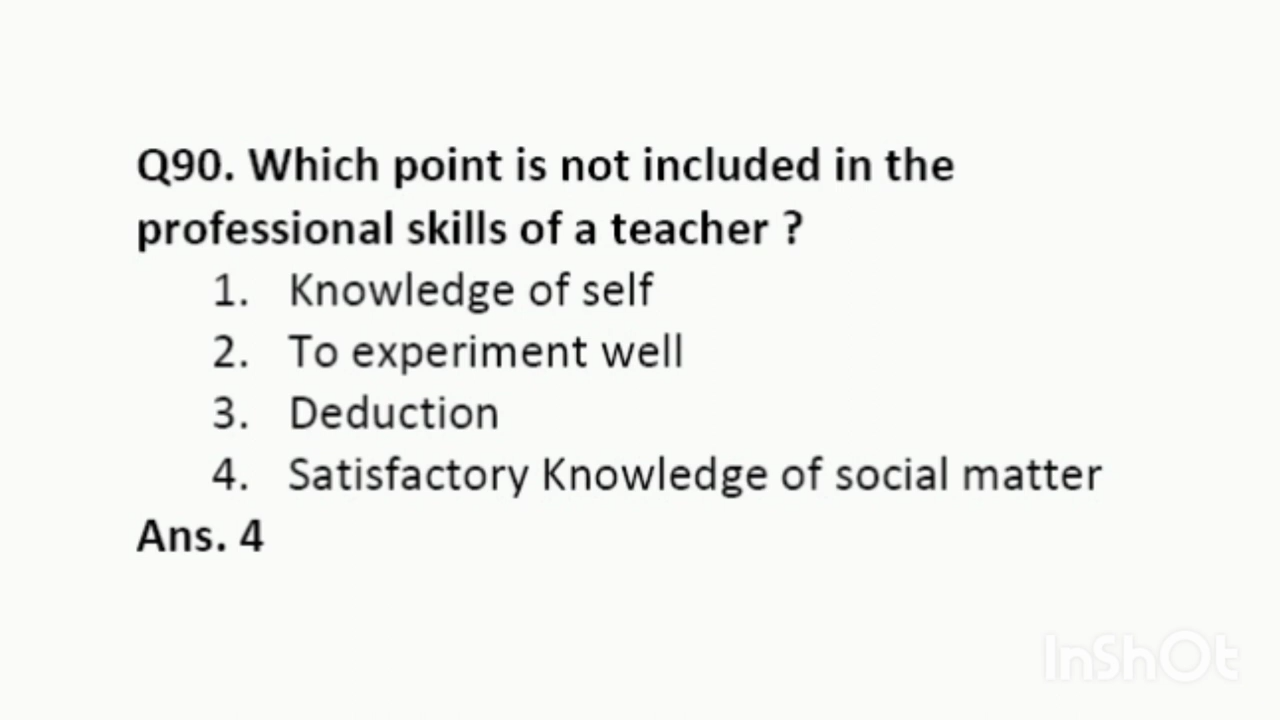 Q90. Which point is not included in the
professional skills of a teacher ?
1. Knowledge of self
2. To experiment well
3. Deduction
4. Satisfactory Knowledge of social matter
Ans. 4
InShOt